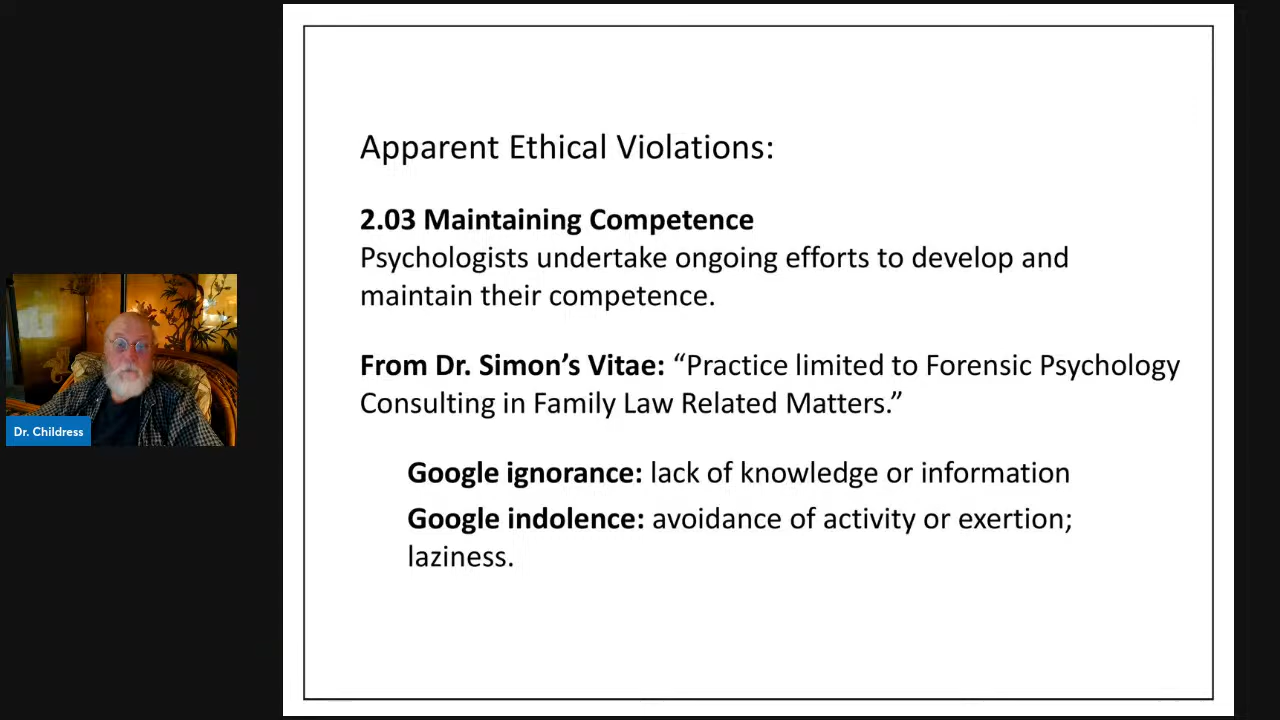 Apparent Ethical Violations:
2.03 Maintaining Competence
Psychologists undertake ongoing efforts to develop and
maintain their competence.
From Dr. Simon’s Vitae: “Practice limited to Forensic Psychology
Consulting in Family Law Related Matters.”
Google ignorance: lack of knowledge or information
Google indolence: avoidance of activity or exertion;
laziness.
Dr. Childress